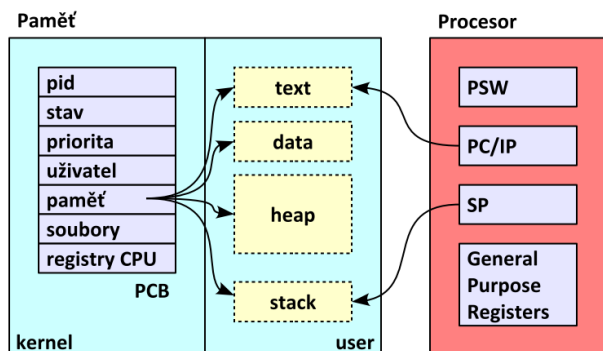 Paměť
pid
stav
priorita
uživatel
paměť
soubory
registry CPU
PCB
kernel
text
data
heap
stack
user
Procesor
PSW
PC/IP
SP
General
Purpose
Registers